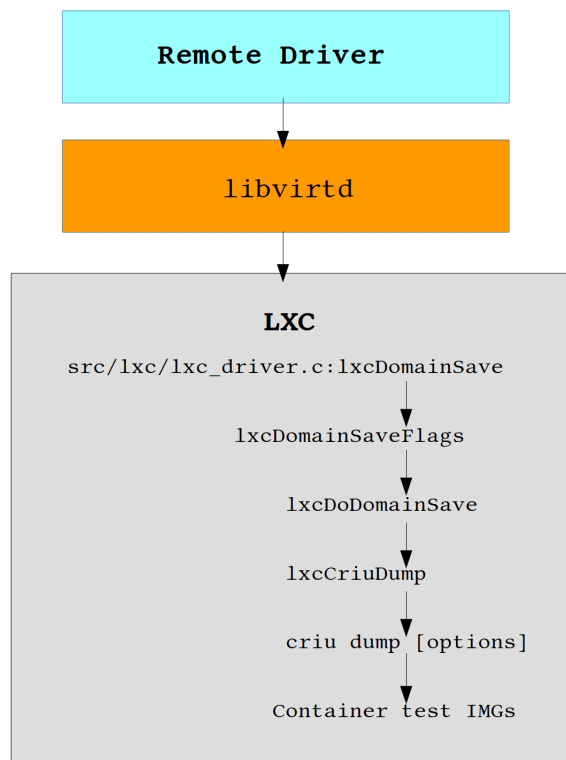 Remote Driver
libvirtd
LXC
src/lxc/lxc_driver.c:lxcDomainSave
lxcDomainSaveFlags
lxcDoDomainSave
lxcCriuDump
criu dump [options]
Container test IMGs